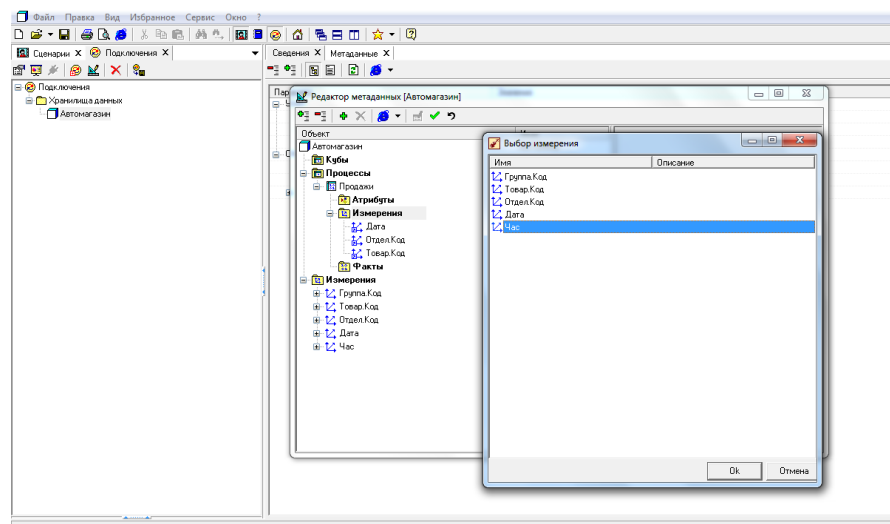 Файл Правка Вид Избранное Сервис Окно ?
Сценарии X Подключения X
Сведения X Метаданные X
Подключения
Хранилища данных
Автомагазин
Пар
Редактор метаданных [Автомагазин]
Объект
Автомагазин
Кубы
Процессы
Продажи
Атрибуты
Измерения
Дата
Отдел.Код
Товар.Код
Факты
Измерения
Группа.Код
Товар.Код
Отдел.Код
Дата
Час
Выбор измерения
Имя Описание
Группа.Код
Товар.Код
Отдел.Код
Дата
Час
Ok Отмена